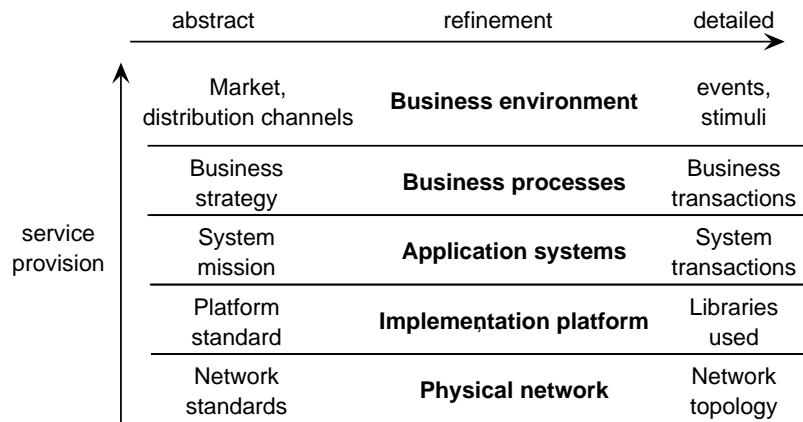 abstract refinement detailed
Market, events,
distribution channels Business environment stimuli
Business Business
strategy Business processes transactions
service
provision
System System
mission Application systems transactions
Platform Libraries
standard Implementation platform used
Network Network
standards Physical network topology